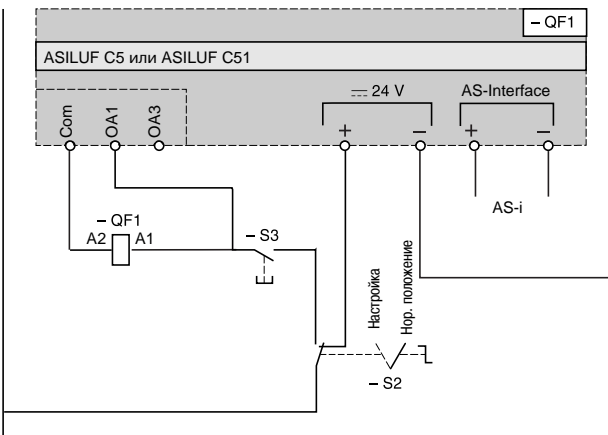 – QF1
ASILUF C5 или ASILUF C51
24 V
AS-Interface
Com
OA1
OA3
+
–
+
–
AS-i
– QF1
A2
A1
– S3
Настройка
Нор. положение
– S2